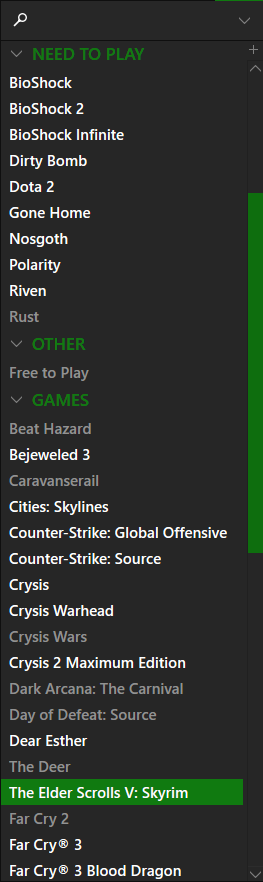 NEED TO PLAY
BioShock
BioShock 2
BioShock Infinite
Dirty Bomb
Dota 2
Gone Home
Nosgoth
Polarity
Riven
Rust
OTHER
Free to Play
GAMES
Beat Hazard
Bejeweled 3
Caravanserail
Cities: Skylines
Counter-Strike: Global Offensive
Counter-Strike: Source
Crysis
Crysis Warhead
Crysis Wars
Crysis 2 Maximum Edition
Dark Arcana: The Carnival
Day of Defeat: Source
Dear Esther
The Deer
The Elder Scrolls V: Skyrim
Far Cry 2
Far Cry® 3
Far Cry® 3 Blood Dragon